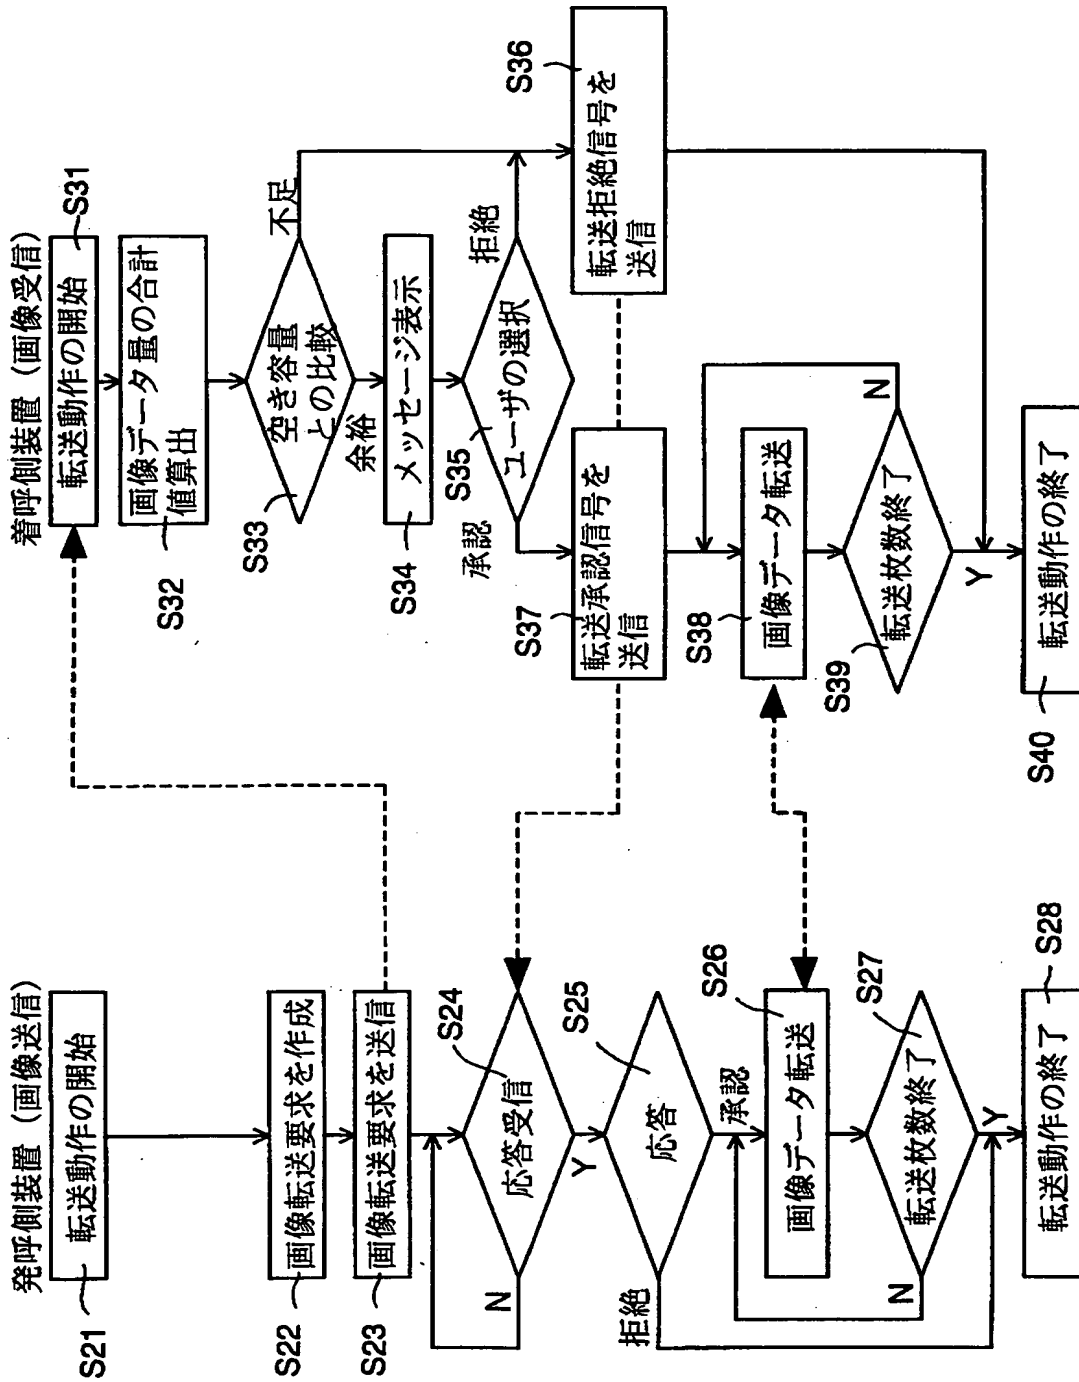 発呼側装置（画像送信）
S21
転送動作の開始
S22
画像転送要求を作成
S23
画像転送要求を送信
S24
応答受信
N
Y
S25
応答
拒絶
承認
S26
画像データ転送
S27
転送枚数終了
N
Y
S28
転送動作の終了
着呼側装置（画像受信）
S31
転送動作の開始
S32
画像データ量の合計
値算出
S33
空き容量
との比較
不足
余裕
S34
メッセージ表示
S35
ユーザの選択
拒絶
承認
S36
転送拒絶信号を
送信
S37
転送承認信号を
送信
S38
画像データ転送
S39
転送枚数終了
N
Y
S40
転送動作の終了